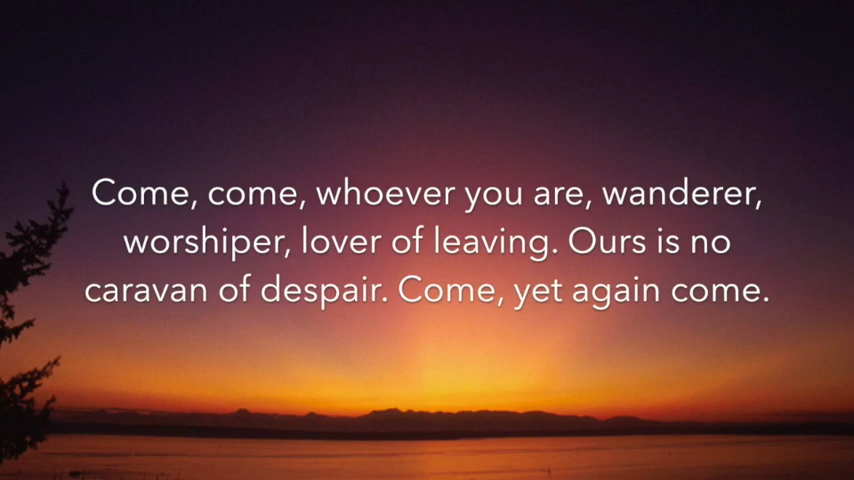 Come, come, whoever you are, wanderer,
worshiper, lover of leaving. Ours is no
caravan of despair. Come, yet again come.